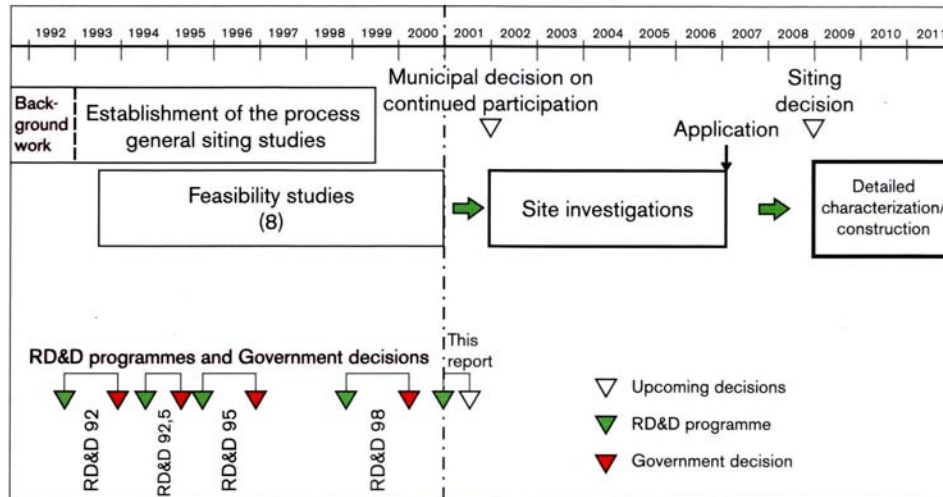 1992 1993 1994 1995 1996 1997 1998 1999 2000 2001 2002 2003 2004 2005 2006 2007 2008 2009 2010 2011
Municipal decision on
continued participation
Siting
decision
Application
Back-
ground
work
Establishment of the process
general siting studies
Feasibility studies
(8)
Site investigations
Detailed
characterization/
construction
This
report
RD&D programmes and Government decisions
RD&D 92
RD&D 92,5
RD&D 95
RD&D 98
Upcoming decisions
RD&D programme
Government decision